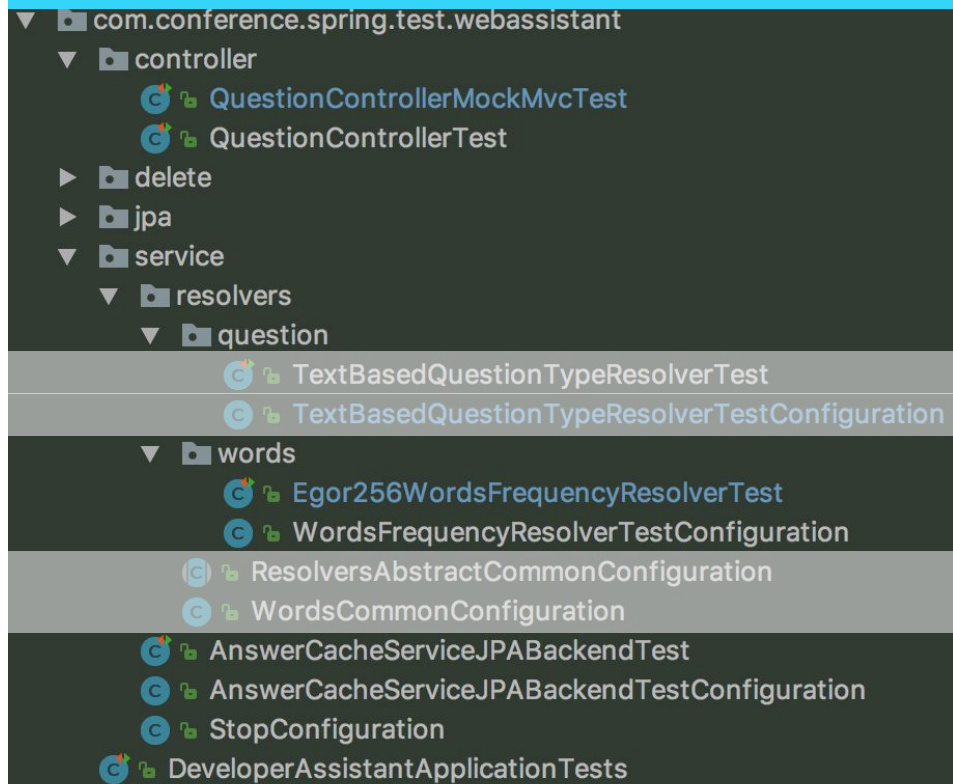 com.conference.spring.test.webassistant
controller
QuestionControllerMockMvcTest
QuestionControllerTest
delete
jpa
service
resolvers
question
TextBasedQuestionTypeResolverTest
TextBasedQuestionTypeResolverTestConfiguration
words
Egor256WordsFrequencyResolverTest
WordsFrequencyResolverTestConfiguration
ResolversAbstractCommonConfiguration
WordsCommonConfiguration
AnswerCacheServiceJPABackendTest
AnswerCacheServiceJPABackendTestConfiguration
StopConfiguration
DeveloperAssistantApplicationTests